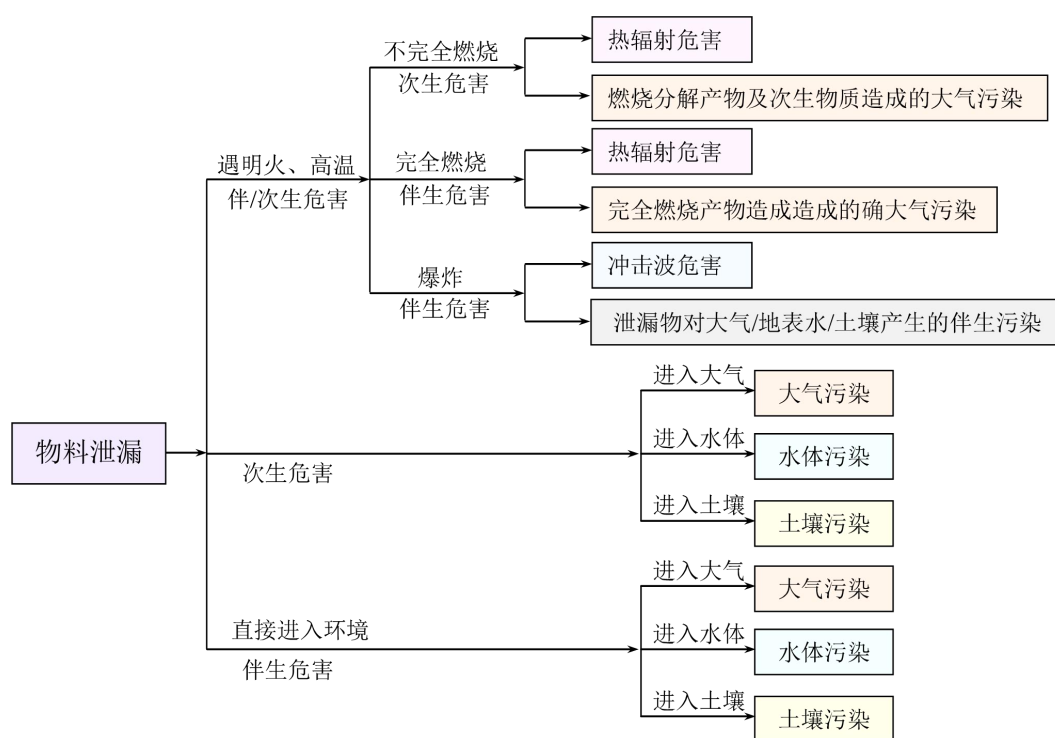 不完全燃烧
次生危害
热辐射危害
燃烧分解产物及次生物质造成的大气污染
遇明火、高温
伴/次生危害
完全燃烧
伴生危害
热辐射危害
完全燃烧产物造成造成的确大气污染
爆炸
伴生危害
冲击波危害
泄漏物对大气/地表水/土壤产生的伴生污染
物料泄漏
次生危害
进入大气
大气污染
进入水体
水体污染
进入土壤
土壤污染
直接进入环境
伴生危害
进入大气
大气污染
进入水体
水体污染
进入土壤
土壤污染